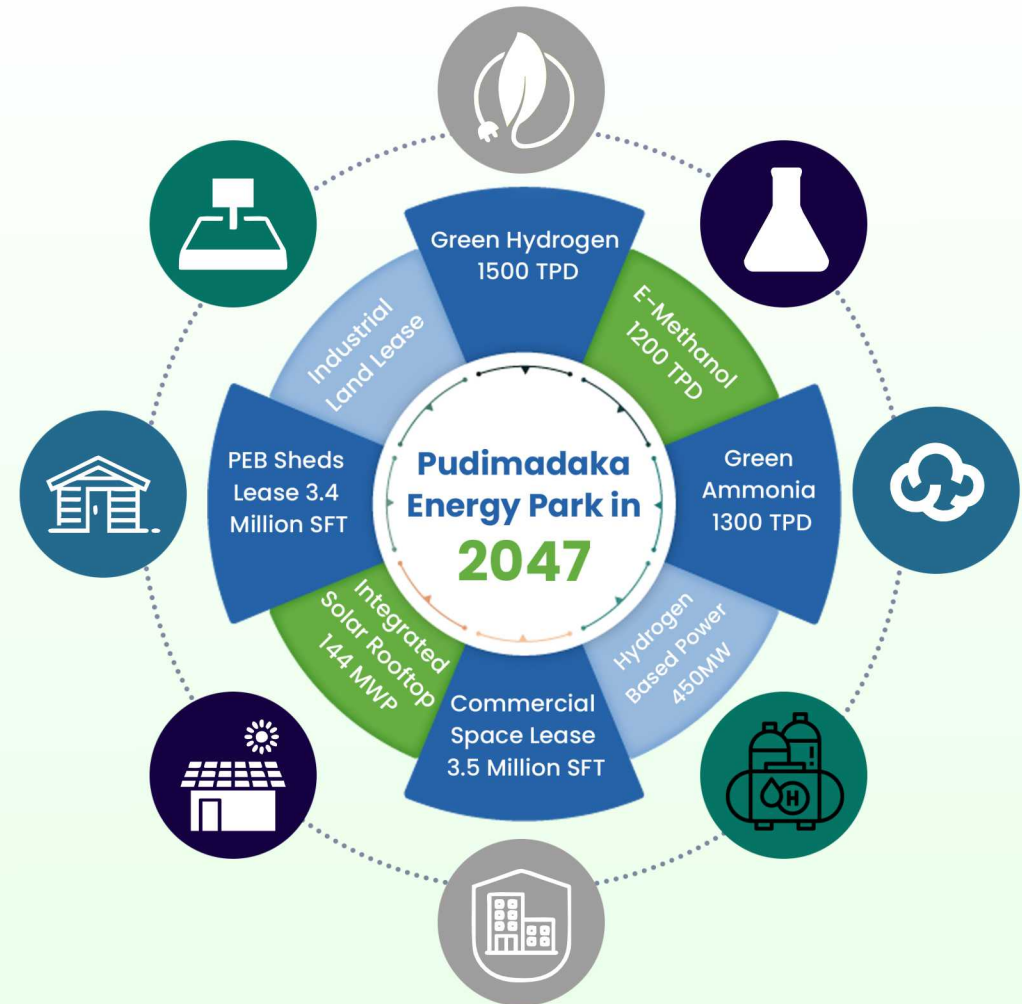 Pudimadaka
Energy Park in
2047
Green Hydrogen
1500 TPD
E-Methanol
1200 TPD
Green
Ammonia
1300 TPD
Hydrogen
Based Power
450MW
Commercial
Space Lease
3.5 Million SFT
Integrated
Solar Rooftop
144 MWP
PEB Sheds
Lease 3.4
Million SFT
Industrial
Land Lease
H